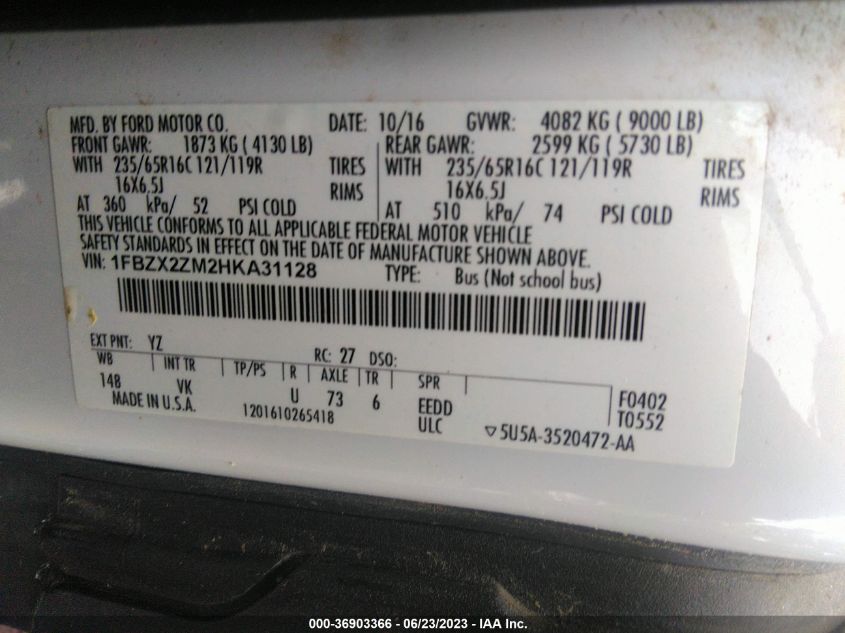 MFD. BY FORD MOTOR CO. DATE: 10/16 GVWR: 4082 KG ( 9000 LB)
FRONT GAWR: 1873 KG ( 4130 LB) REAR GAWR: 2599 KG ( 5730 LB)
WITH 235/65R16C 121/119R TIRES WITH 235/65R16C 121/119R TIRES
16X6.5J RIMS 16X6.5J RIMS
AT 360 kPa/ 52 PSI COLD AT 510 kPa/ 74 PSI COLD
THIS VEHICLE CONFORMS TO ALL APPLICABLE FEDERAL MOTOR VEHICLE
SAFETY STANDARDS IN EFFECT ON THE DATE OF MANUFACTURE SHOWN ABOVE.
VIN: 1FBZX2ZM2HKA31128 TYPE: Bus (Not school bus)
EXT PNT: YZ RC: 27 DSO:
WB INT TR TP/PS R AXLE TR SPR
148 VK U 73 6 EEDD F0402
MADE IN U.S.A. 1201610265418 ULC T0552
▽5U5A-3520472-AA
000-36903366 - 06/23/2023 - IAA Inc.